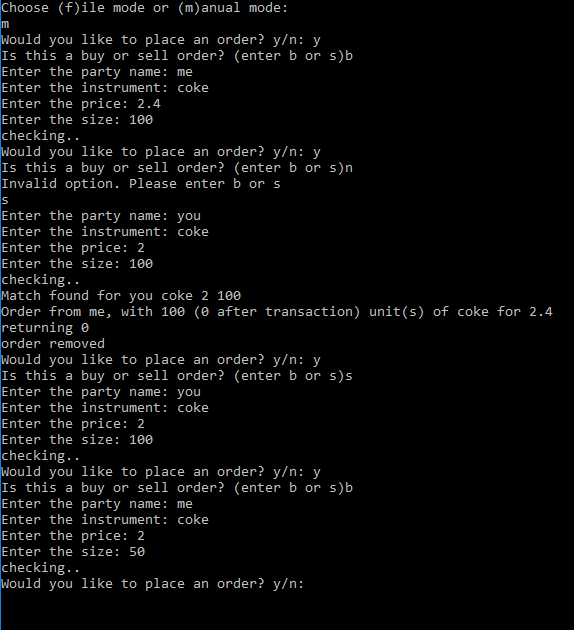 Choose (f)ile mode or (m)anual mode:
m
Would you like to place an order? y/n: y
Is this a buy or sell order? (enter b or s)b
Enter the party name: me
Enter the instrument: coke
Enter the price: 2.4
Enter the size: 100
checking..
Would you like to place an order? y/n: y
Is this a buy or sell order? (enter b or s)n
Invalid option. Please enter b or s
s
Enter the party name: you
Enter the instrument: coke
Enter the price: 2
Enter the size: 100
checking..
Match found for you coke 2 100
Order from me, with 100 (0 after transaction) unit(s) of coke for 2.4
returning 0
order removed
Would you like to place an order? y/n: y
Is this a buy or sell order? (enter b or s)s
Enter the party name: you
Enter the instrument: coke
Enter the price: 2
Enter the size: 100
checking..
Would you like to place an order? y/n: y
Is this a buy or sell order? (enter b or s)b
Enter the party name: me
Enter the instrument: coke
Enter the price: 2
Enter the size: 50
checking..
Would you like to place an order? y/n: